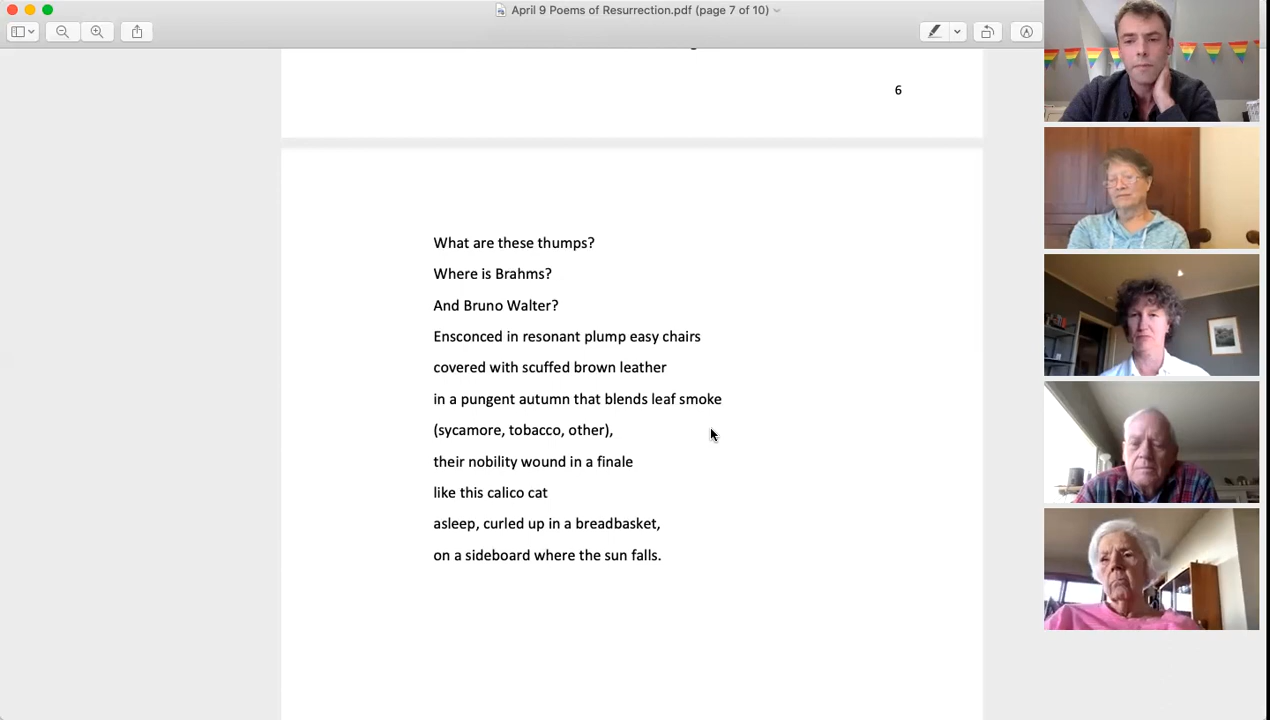 April 9 Poems of Resurrection.pdf (page 7 of 10)
6
What are these thumps?
Where is Brahms?
And Bruno Walter?
Ensconced in resonant plump easy chairs
covered with scuffed brown leather
in a pungent autumn that blends leaf smoke
(sycamore, tobacco, other),
their nobility wound in a finale
like this calico cat
asleep, curled up in a breadbasket,
on a sideboard where the sun falls.